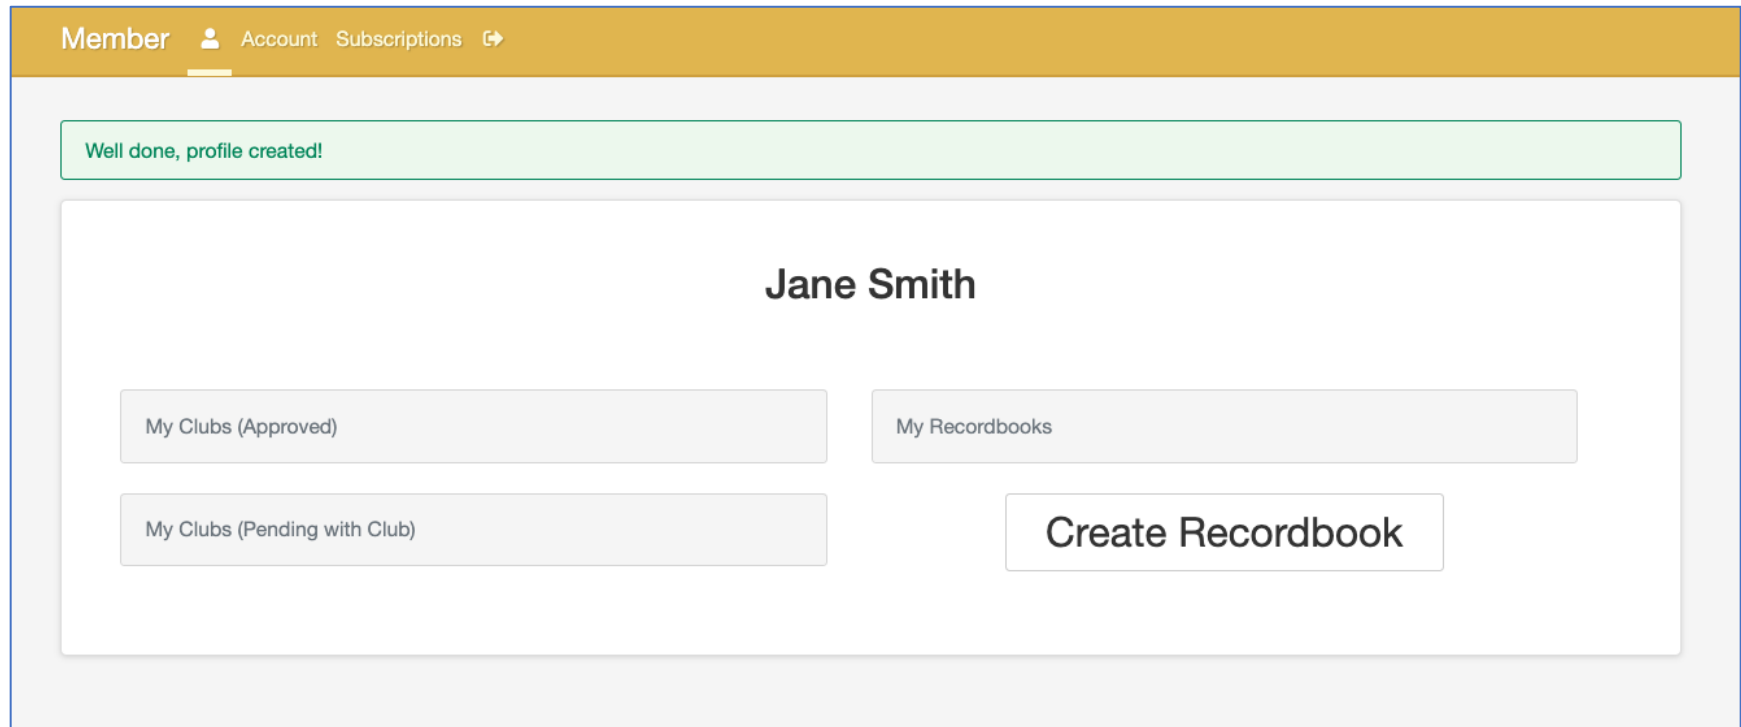 Member Account Subscriptions
Well done, profile created!
Jane Smith
My Clubs (Approved)
My Recordbooks
My Clubs (Pending with Club)
Create Recordbook